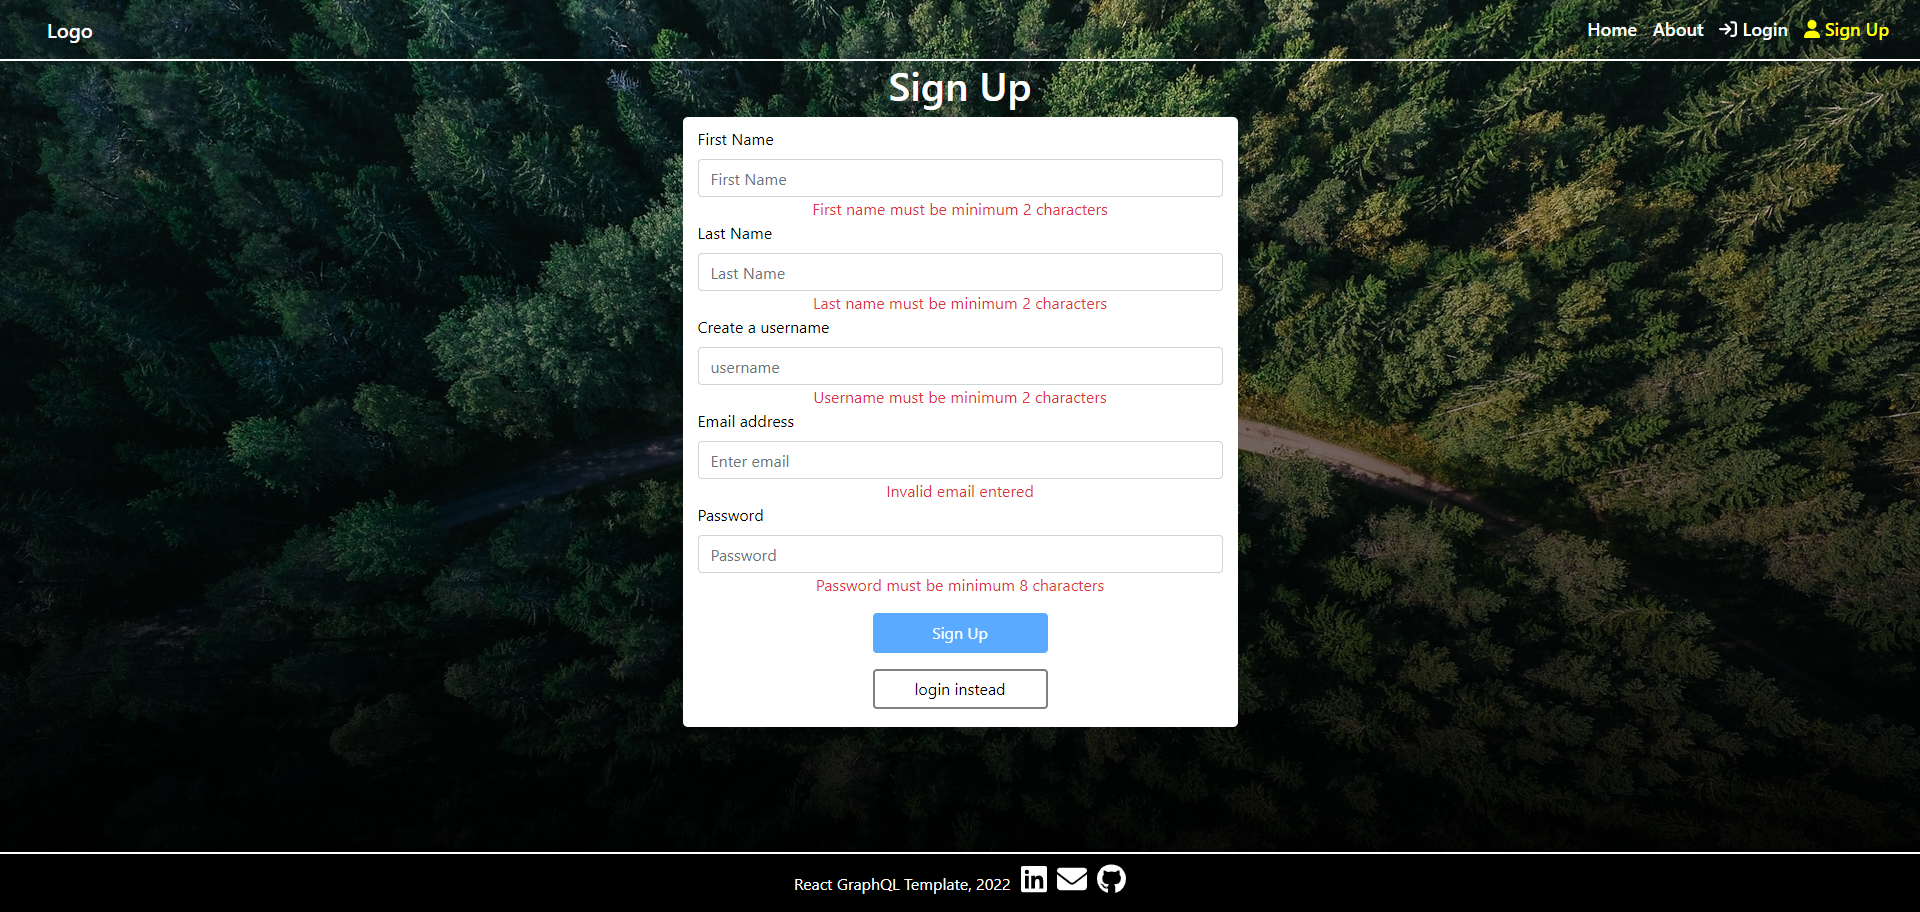 Logo
Home About Login Sign Up
Sign Up
First Name
First Name
First name must be minimum 2 characters
Last Name
Last Name
Last name must be minimum 2 characters
Create a username
username
Username must be minimum 2 characters
Email address
Enter email
Invalid email entered
Password
Password
Password must be minimum 8 characters
Sign Up
login instead
React GraphQL Template, 2022 in